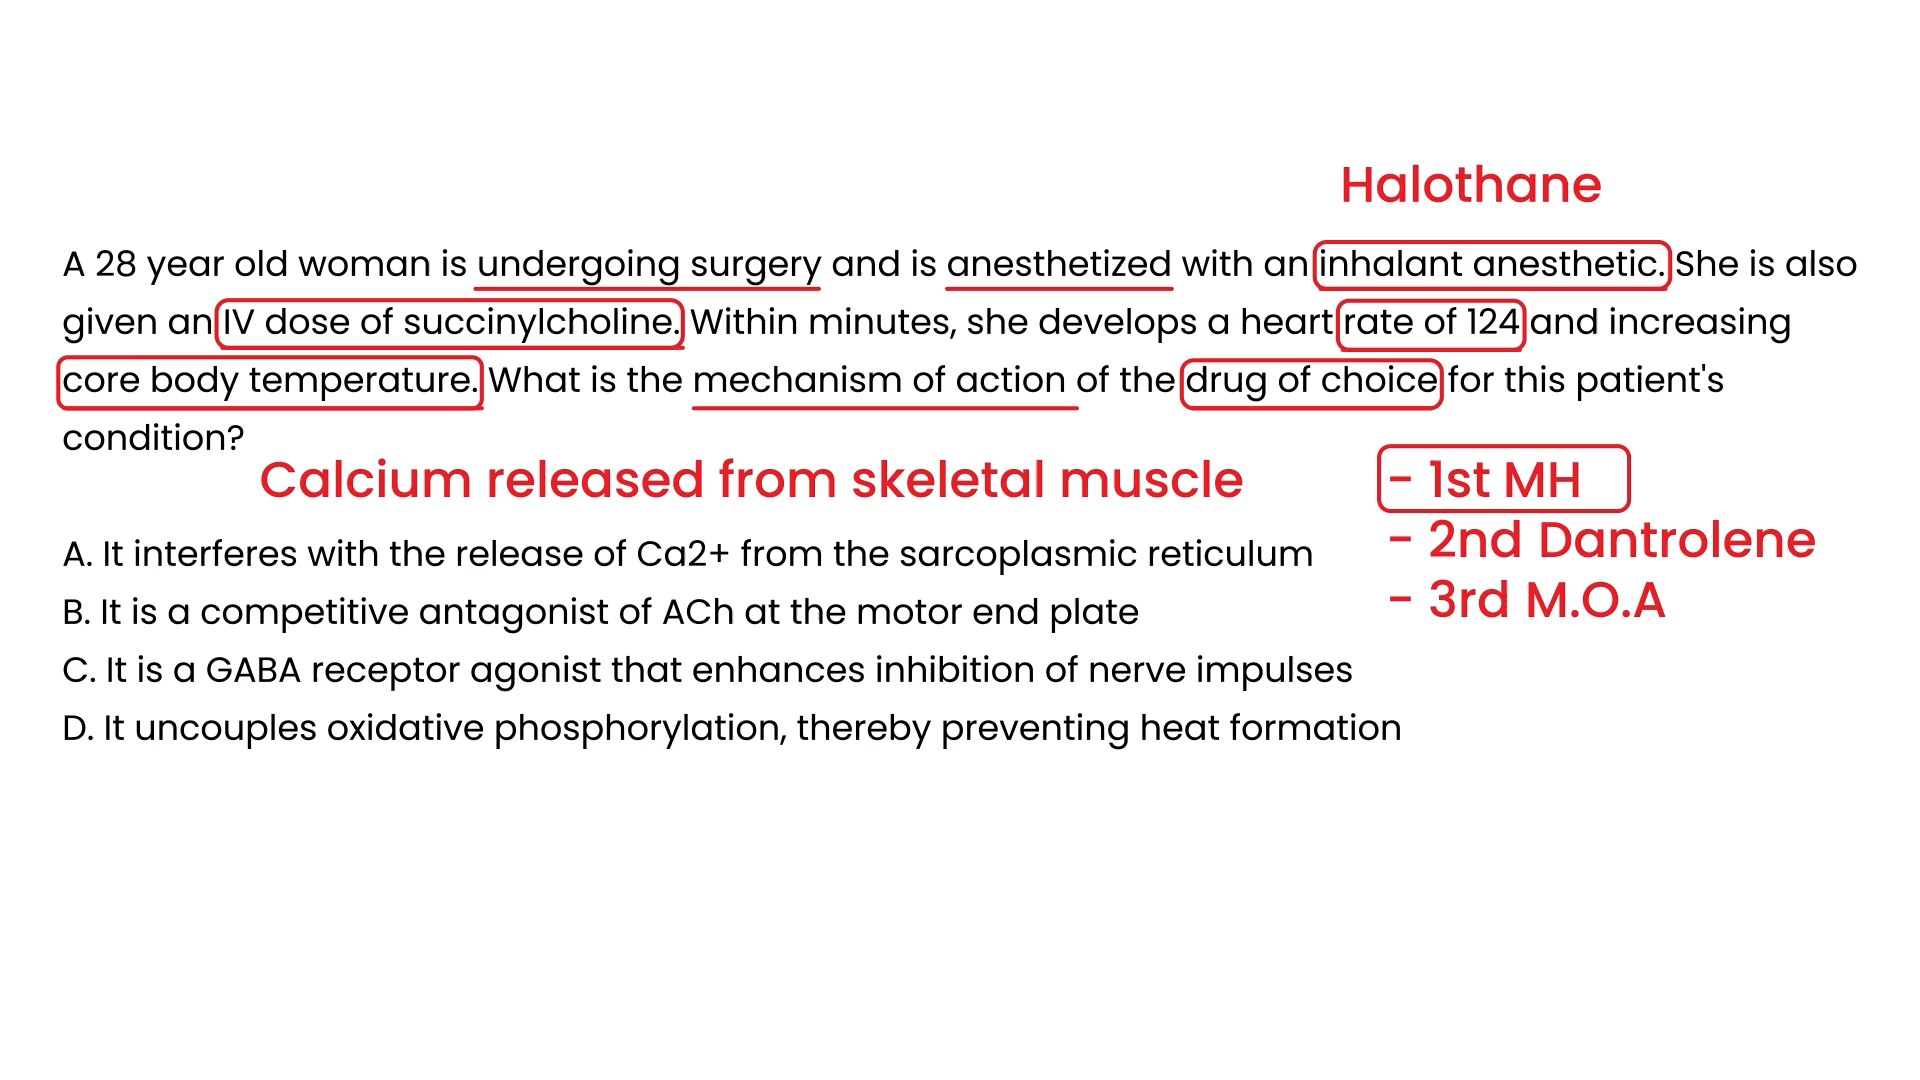 Halothane
A 28 year old woman is undergoing surgery and is anesthetized with an inhalant anesthetic. She is also
given an IV dose of succinylcholine. Within minutes, she develops a heart rate of 124 and increasing
core body temperature. What is the mechanism of action of the drug of choice for this patient's
condition?
Calcium released from skeletal muscle
- 1st MH
- 2nd Dantrolene
- 3rd M.O.A
A. It interferes with the release of Ca2+ from the sarcoplasmic reticulum
B. It is a competitive antagonist of ACh at the motor end plate
C. It is a GABA receptor agonist that enhances inhibition of nerve impulses
D. It uncouples oxidative phosphorylation, thereby preventing heat formation